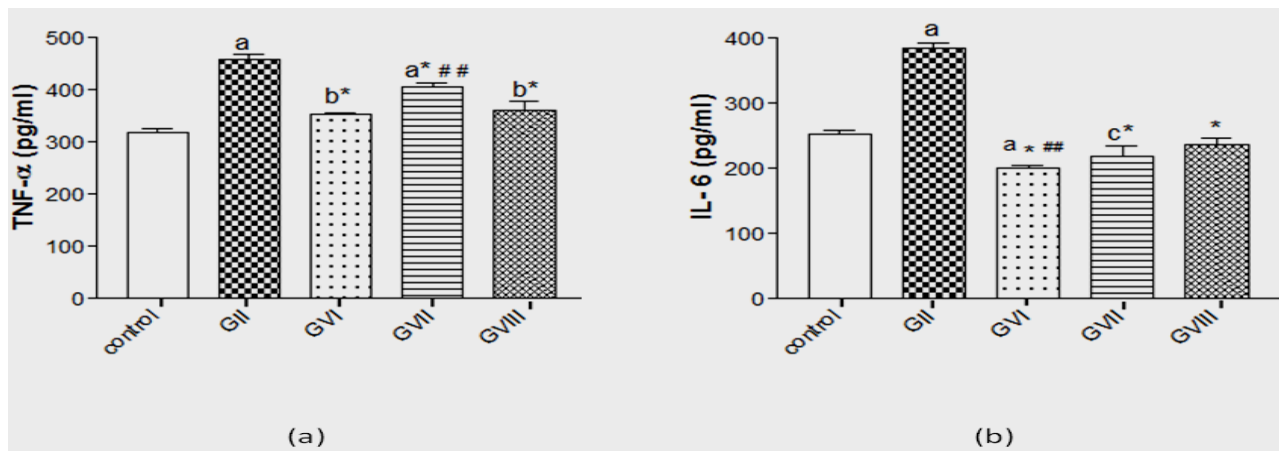 TNF-α (pg/ml)
500
400
300
200
100
0
a
b*
a* ##
b*
control
GII
GVI
GVII
GVIII
(a)
IL- 6 (pg/ml)
400
300
200
100
0
a
a * ##
c*
*
control
GII
GVI
GVII
GVIII
(b)